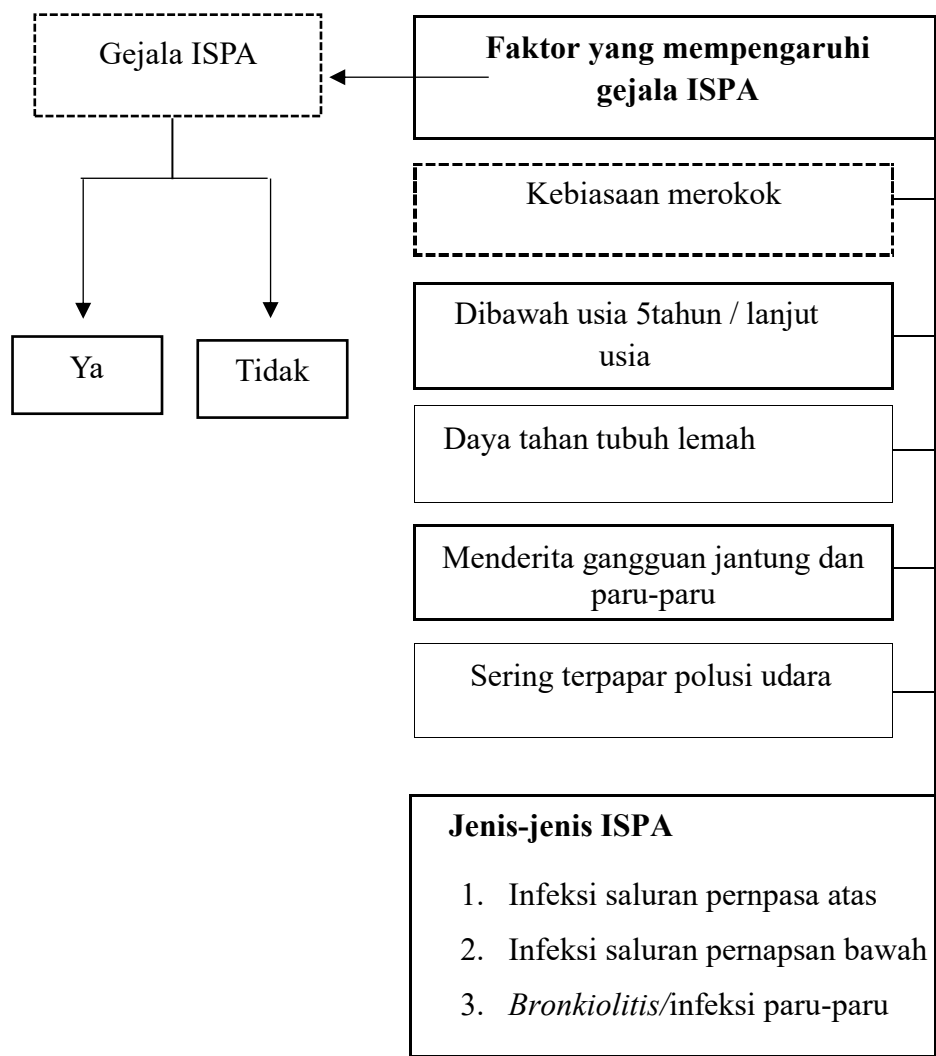 Gejala ISPA
Faktor yang mempengaruhi
gejala ISPA
Kebiasaan merokok
Dibawah usia 5tahun / lanjut
usia
Ya
Tidak
Daya tahan tubuh lemah
Menderita gangguan jantung dan
paru-paru
Sering terpapar polusi udara
Jenis-jenis ISPA
1. Infeksi saluran pernpasa atas
2. Infeksi saluran pernapsan bawah
3. Bronkiolitis/infeksi paru-paru